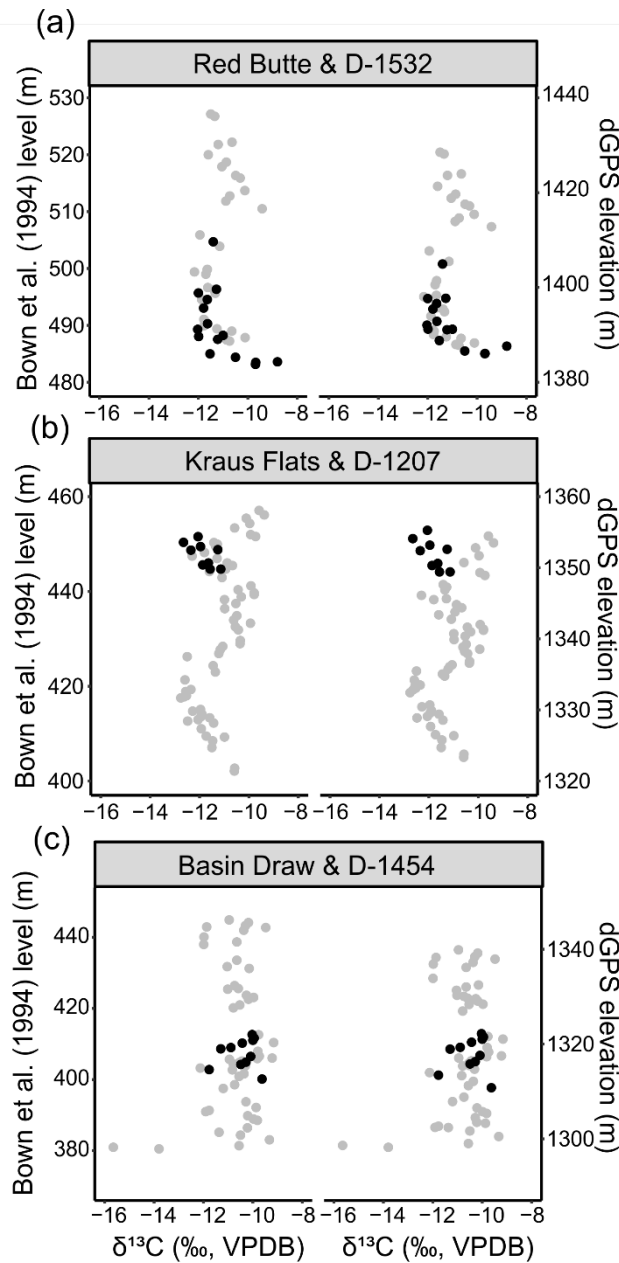 (a)
Red Butte & D-1532
Bown et al. (1994) level (m)
530
520
510
500
490
480
1440
1420
1400
1380
dGPS elevation (m)
−16 −14 −12 −10 −8 −16 −14 −12 −10 −8
(b)
Kraus Flats & D-1207
Bown et al. (1994) level (m)
460
440
420
400
1360
1350
1340
1330
1320
dGPS elevation (m)
−16 −14 −12 −10 −8 −16 −14 −12 −10 −8
(c)
Basin Draw & D-1454
Bown et al. (1994) level (m)
440
420
400
380
1340
1320
1300
dGPS elevation (m)
−16 −14 −12 −10 −8 −16 −14 −12 −10 −8
δ¹³C (‰, VPDB) δ¹³C (‰, VPDB)